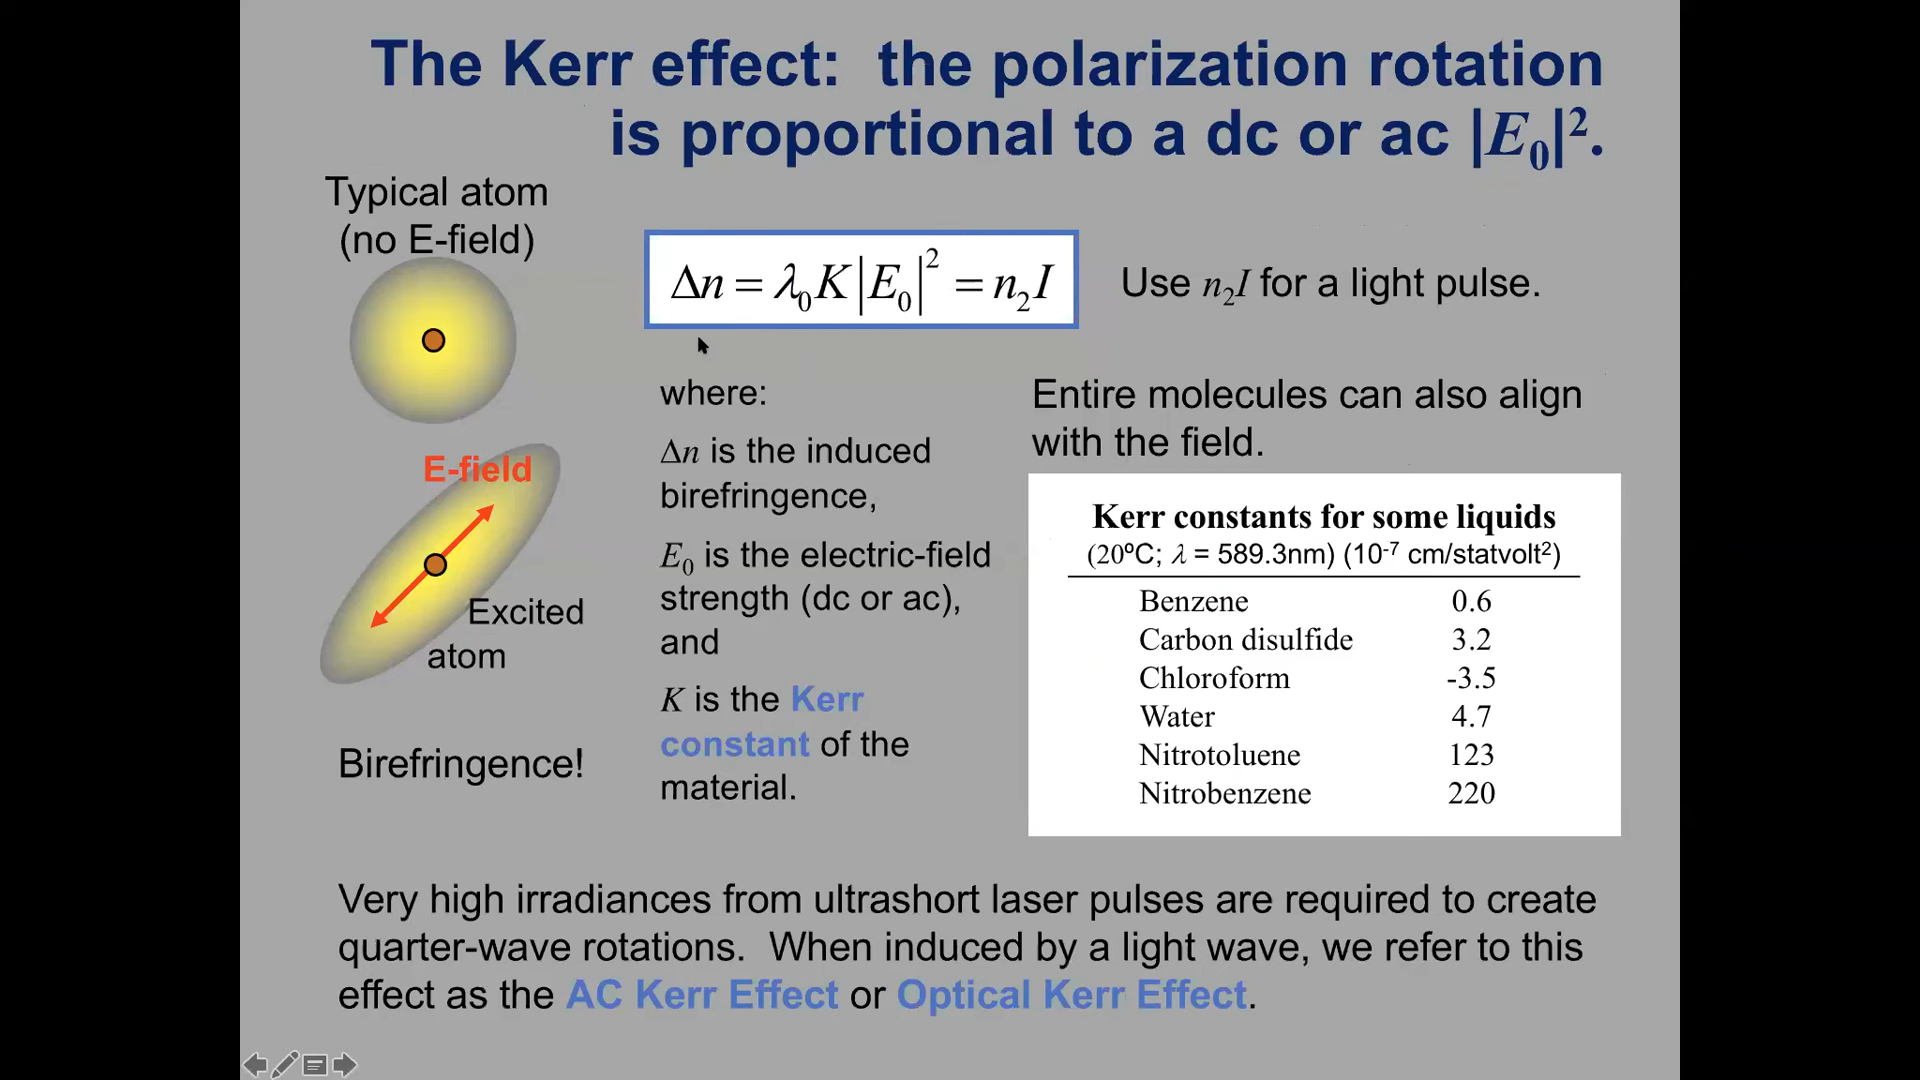 The Kerr effect: the polarization rotation
is proportional to a dc or ac |E₀|².
Typical atom
(no E-field)
Δn = λ₀K|E₀|² = n₂I
Use n₂I for a light pulse.
where:
Δn is the induced
birefringence,
E₀ is the electric-field
strength (dc or ac),
and
K is the Kerr
constant of the
material.
E-field
Excited
atom
Birefringence!
Entire molecules can also align
with the field.
Kerr constants for some liquids
(20ºC; λ = 589.3nm) (10⁻⁷ cm/statvolt²)
Benzene 0.6
Carbon disulfide 3.2
Chloroform -3.5
Water 4.7
Nitrotoluene 123
Nitrobenzene 220
Very high irradiances from ultrashort laser pulses are required to create
quarter-wave rotations. When induced by a light wave, we refer to this
effect as the AC Kerr Effect or Optical Kerr Effect.